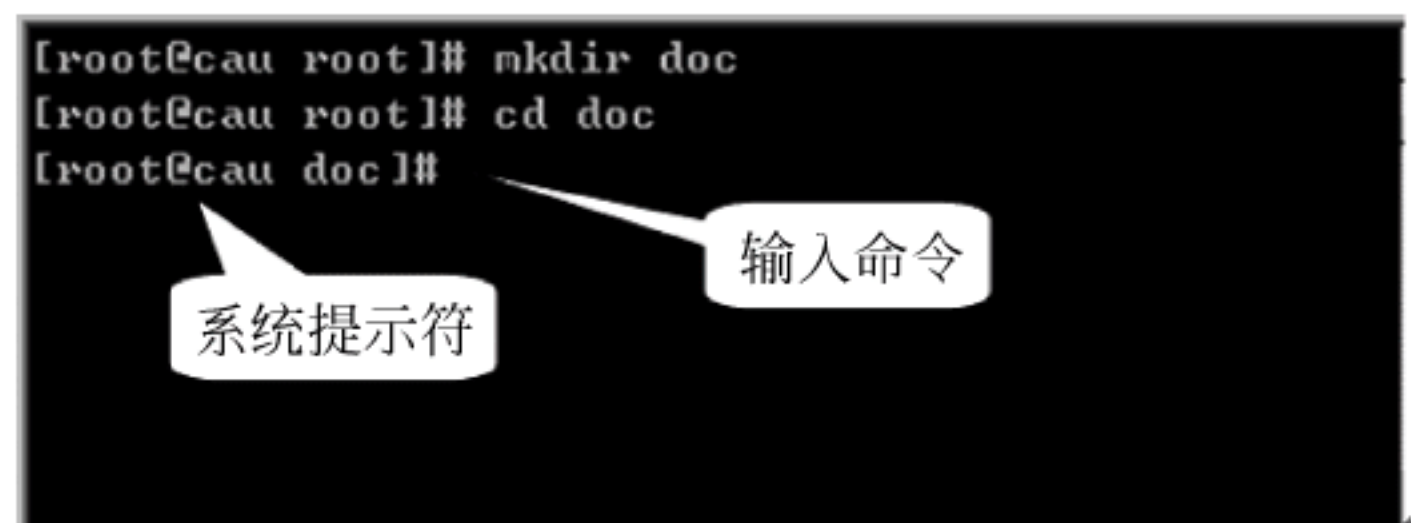 [root@cau root]# mkdir doc
[root@cau root]# cd doc
[root@cau doc]#
输入命令
系统提示符